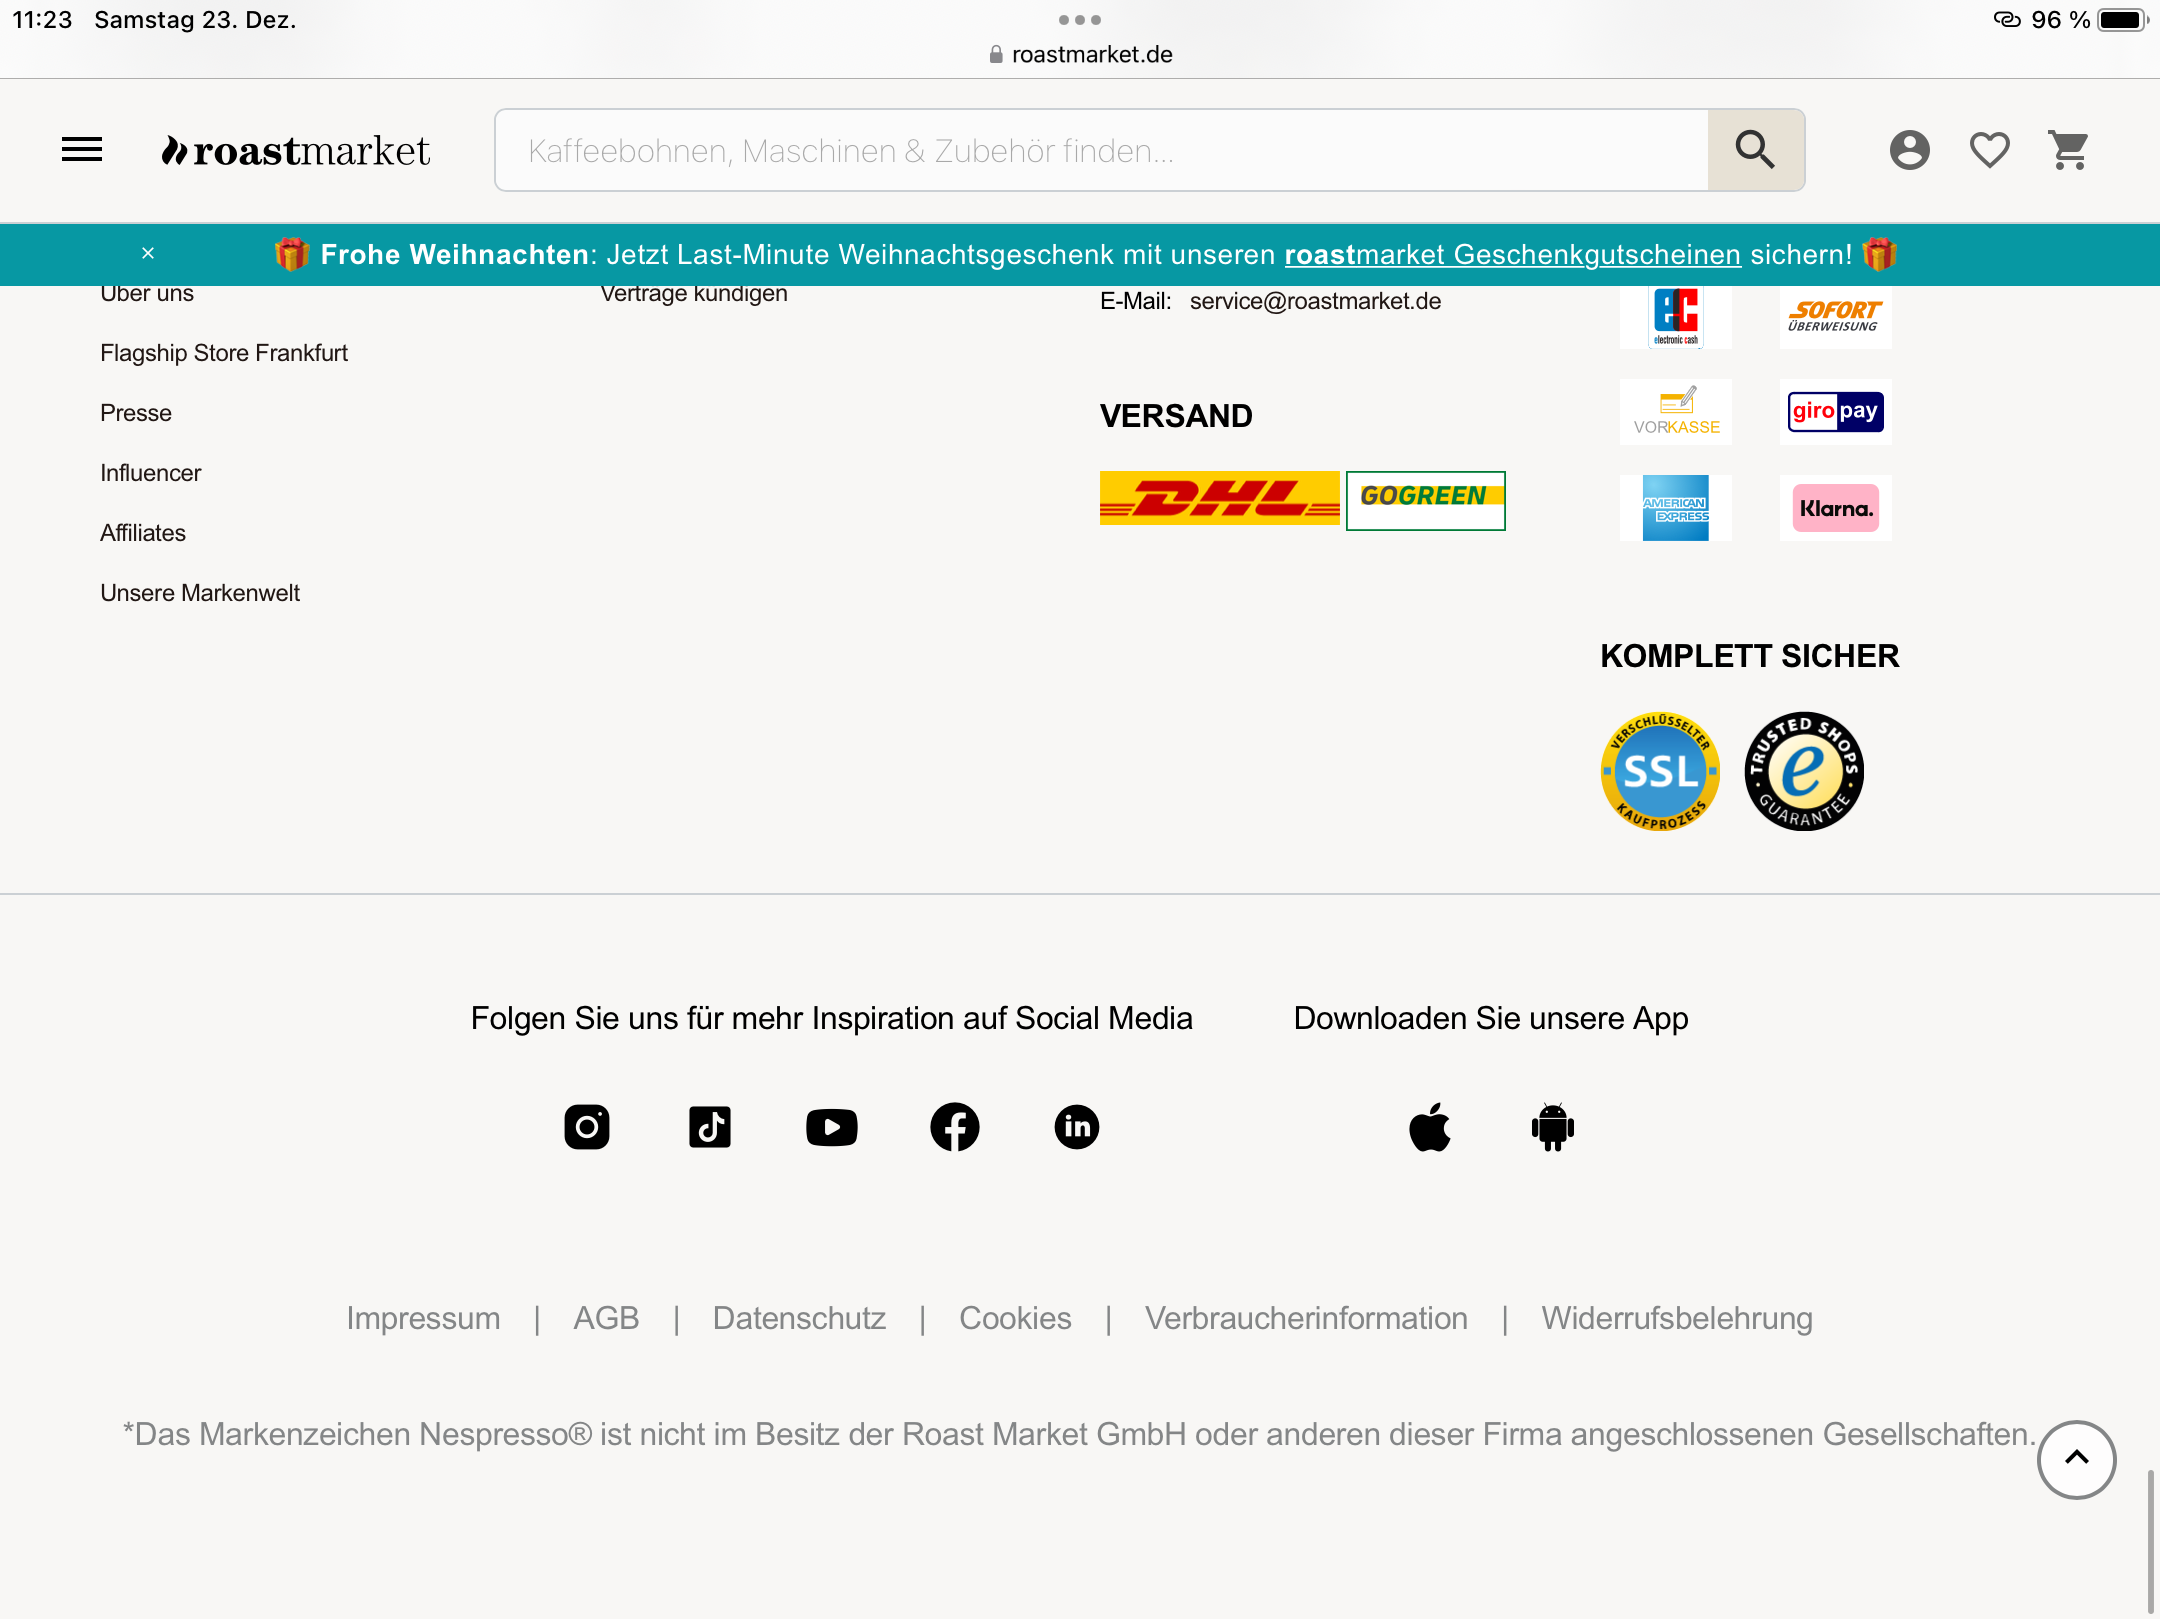 11:23 Samstag 23. Dez.
96 %
roastmarket.de
roastmarket
Kaffeebohnen, Maschinen & Zubehör finden...
× 🎁 Frohe Weihnachten: Jetzt Last-Minute Weihnachtsgeschenk mit unseren roastmarket Geschenkgutscheinen sichern! 🎁
Über uns
Flagship Store Frankfurt
Presse
Influencer
Affiliates
Unsere Markenwelt
Verträge kündigen
E-Mail: service@roastmarket.de
VERSAND
DHL
GOGREEN
ec
electronic cash
SOFORT
ÜBERWEISUNG
VORKASSE
giropay
AMERICAN
EXPRESS
Klarna.
KOMPLETT SICHER
VERSCHLÜSSELTER
SSL
KAUFPROZESS
TRUSTED SHOPS
e
GUARANTEE
Folgen Sie uns für mehr Inspiration auf Social Media
in
Downloaden Sie unsere App
Impressum | AGB | Datenschutz | Cookies | Verbraucherinformation | Widerrufsbelehrung
*Das Markenzeichen Nespresso® ist nicht im Besitz der Roast Market GmbH oder anderen dieser Firma angeschlossenen Gesellschaften.